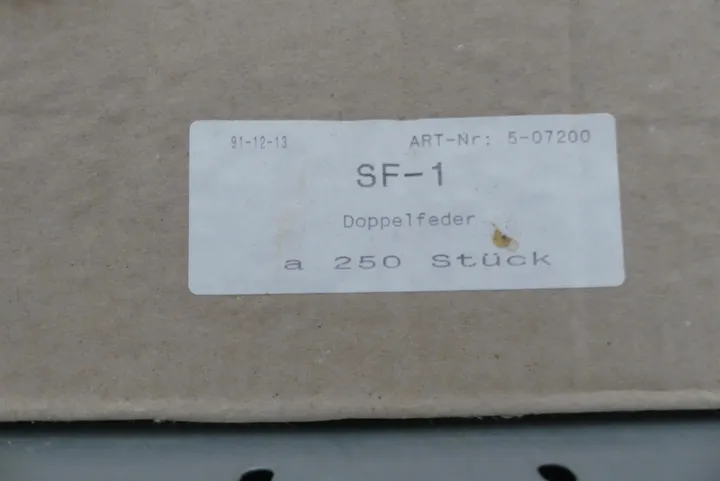 91-12-13 ART-Nr: 5-07200
SF-1
Doppelfeder
a 250 Stück